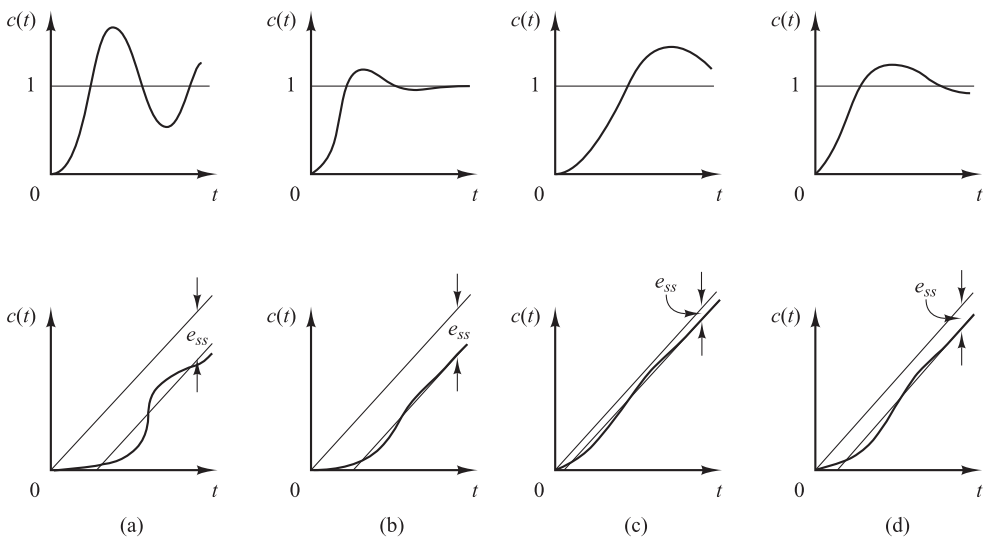 c(t) c(t) c(t) c(t)
1 1 1 1
0 t 0 t 0 t 0 t
e_ss e_ss
c(t) c(t) c(t) c(t)
e_ss e_ss
0 t 0 t 0 t 0 t
(a) (b) (c) (d)